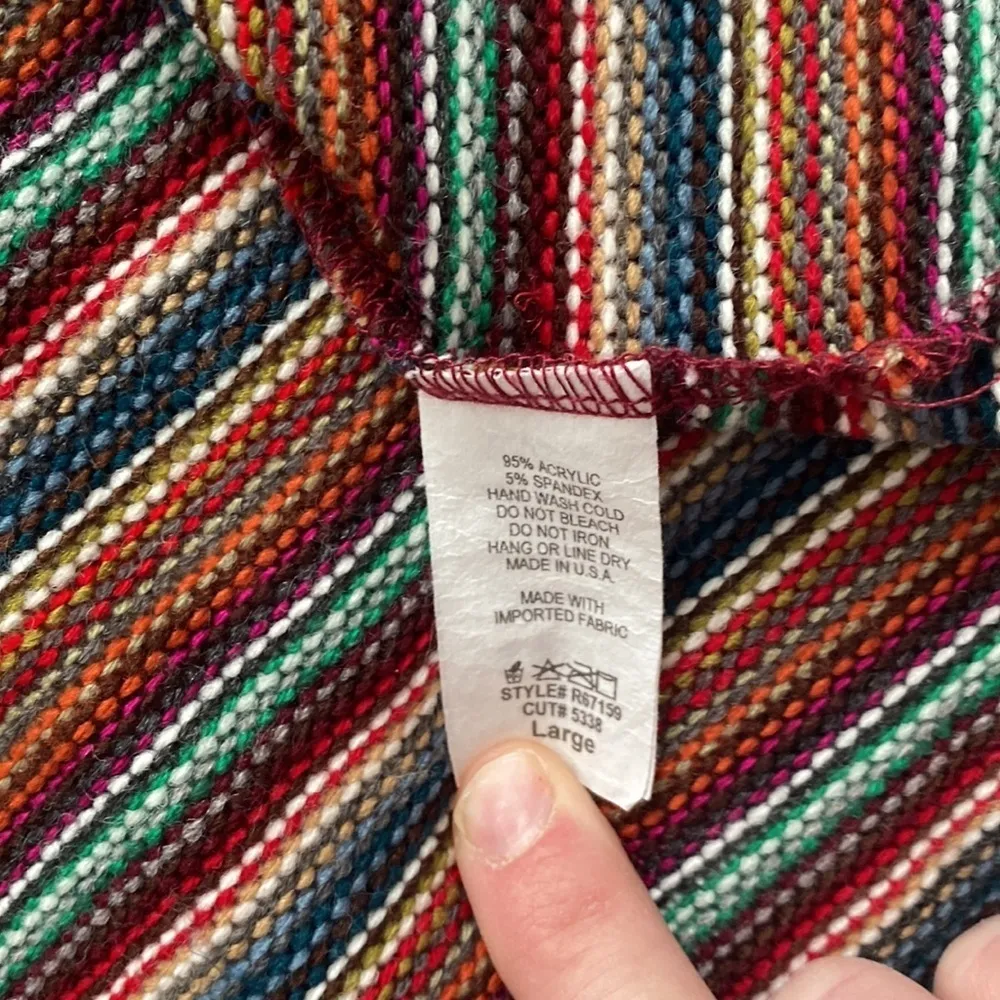 95% ACRYLIC
5% SPANDEX
HAND WASH COLD
DO NOT BLEACH
DO NOT IRON
HANG OR LINE DRY
MADE IN U.S.A.
MADE WITH
IMPORTED FABRIC
STYLE# R67159
CUT# 5338
Large